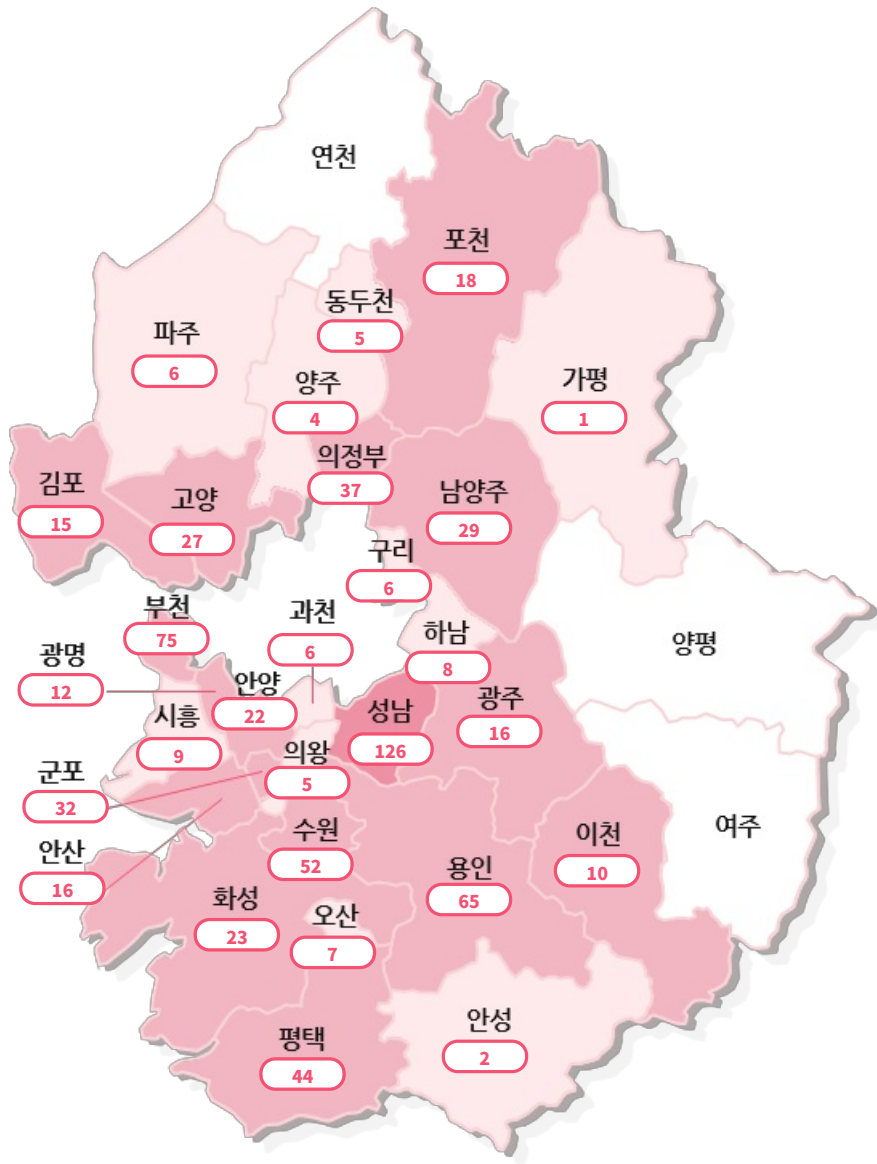 연천
포천
18
동두천
5
파주
6
양주
4
가평
1
의정부
37
김포
15
고양
27
남양주
29
구리
6
부천
75
과천
6
하남
8
양평
광명
12
안양
22
시흥
9
성남
126
광주
16
의왕
5
군포
32
수원
52
이천
10
여주
안산
16
용인
65
화성
23
오산
7
안성
2
평택
44